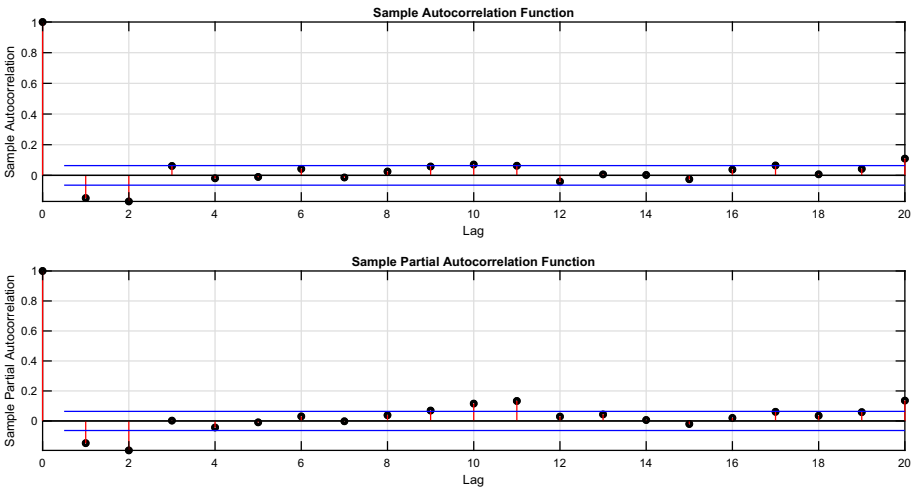 Sample Autocorrelation Function
Sample Autocorrelation
1
0.8
0.6
0.4
0.2
0
0 2 4 6 8 10 12 14 16 18 20
Lag
Sample Partial Autocorrelation Function
Sample Partial Autocorrelation
1
0.8
0.6
0.4
0.2
0
0 2 4 6 8 10 12 14 16 18 20
Lag